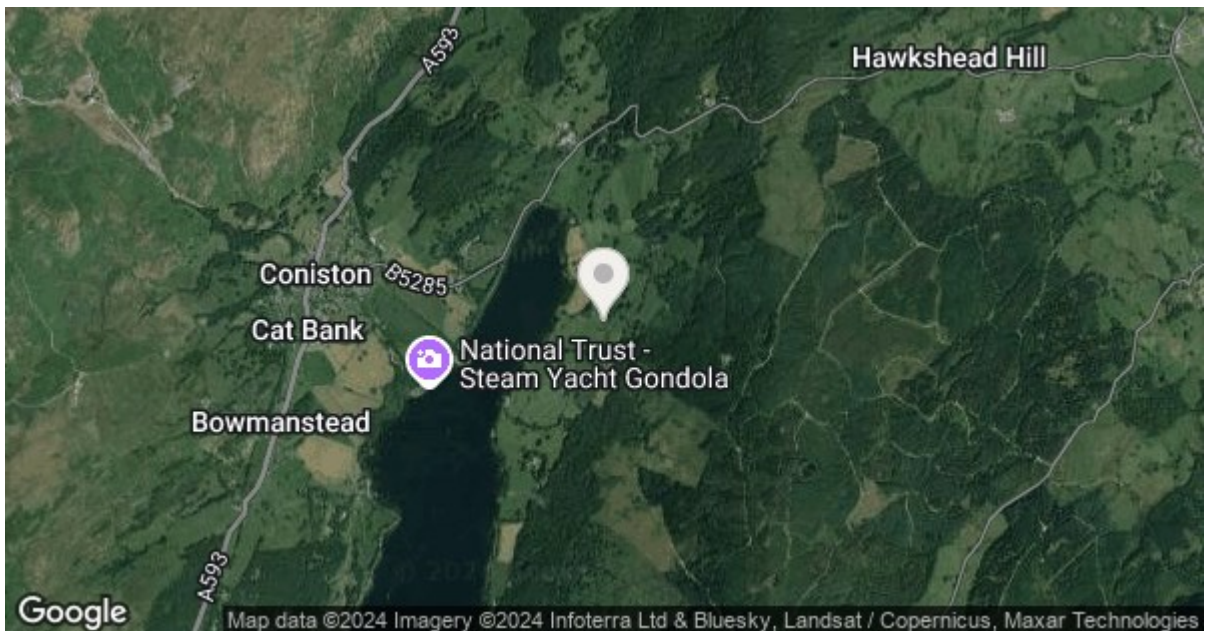 A593
Hawkshead Hill
Coniston
B5285
Cat Bank
National Trust -
Steam Yacht Gondola
Bowmanstead
A593
Google
Map data ©2024 Imagery ©2024 Infoterra Ltd & Bluesky, Landsat / Copernicus, Maxar Technologies